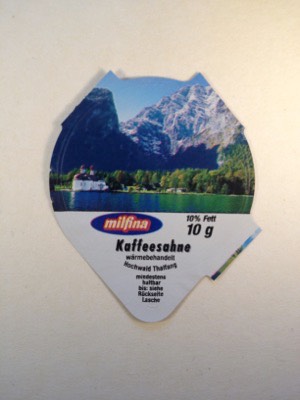 milfina
10% Fett
10 g
Kaffeesahne
wärmebehandelt
Hochwald Thalfang
mindestens
haltbar
bis: siehe
Rückseite
Lasche